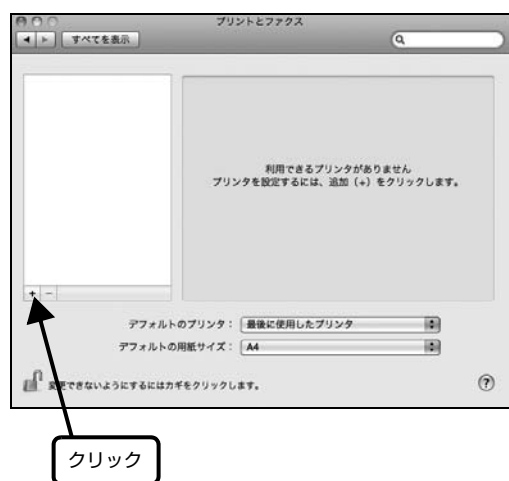 プリントとファクス
すべてを表示
利用できるプリンタがありません
プリンタを設定するには、追加（+）をクリックします。
+ −
デフォルトのプリンタ： 最後に使用したプリンタ
デフォルトの用紙サイズ： A4
変更できないようにするにはカギをクリックします。
?
クリック